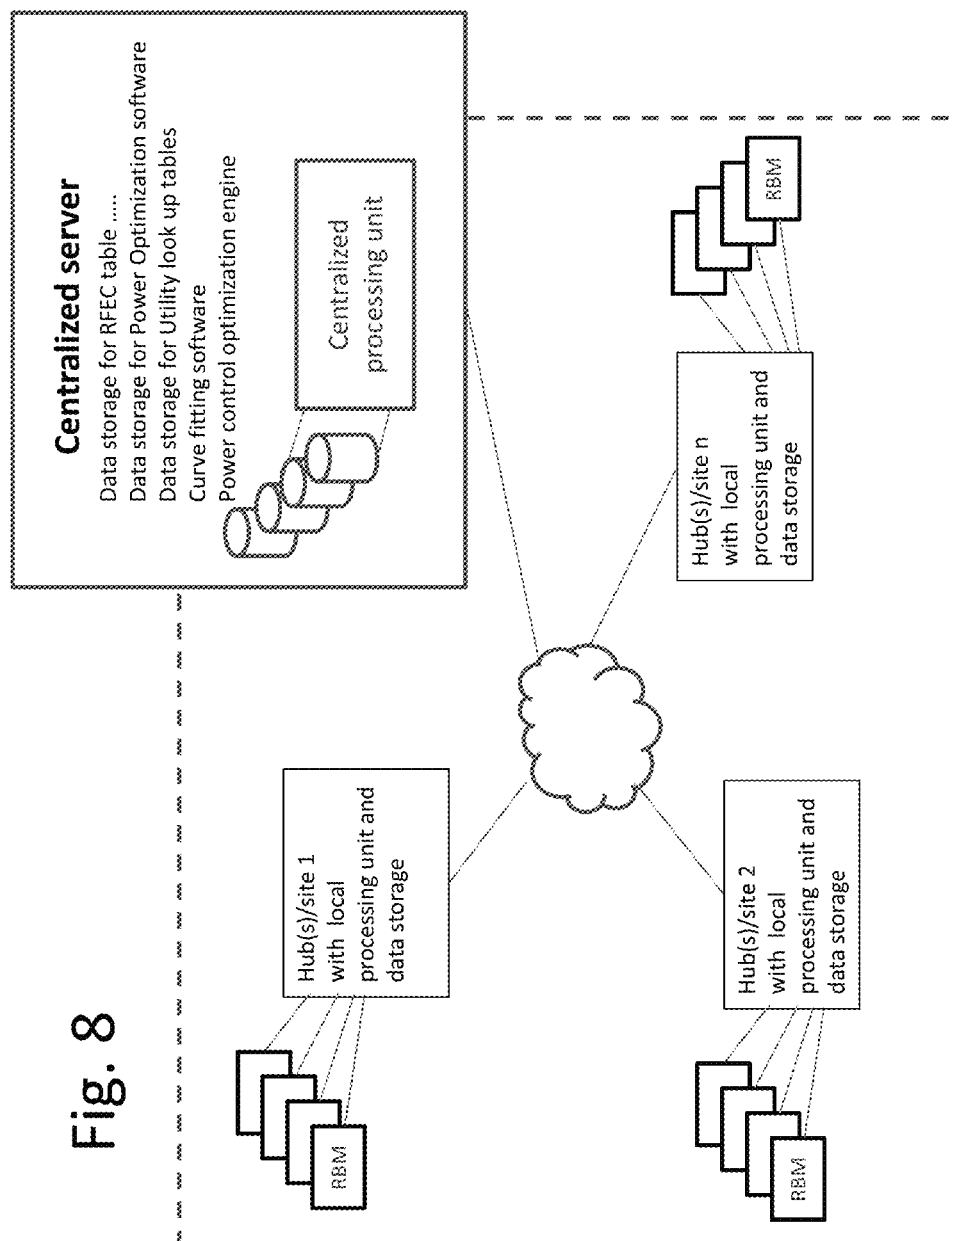 Fig. 8
Centralized server
Data storage for RFEC table .....
Data storage for Power Optimization software
Data storage for Utility look up tables
Curve fitting software
Power control optimization engine
Centralized
processing unit
RBM
Hub(s)/site 1
with local
processing unit and
data storage
RBM
Hub(s)/site 2
with local
processing unit and
data storage
Hub(s)/site n
with local
processing unit and
data storage
RBM